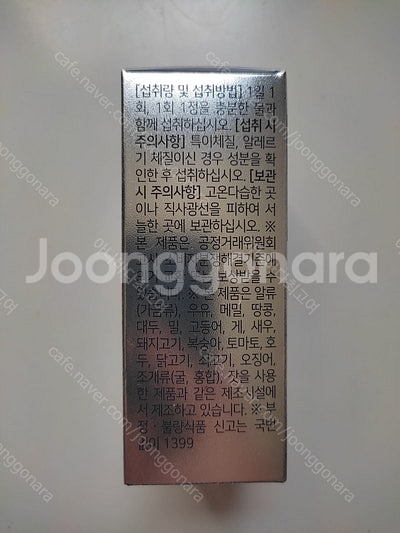 [섭취량 및 섭취방법] 1일 1
회, 1회 1정을 충분한 물과
함께 섭취하십시오. [섭취 시
주의사항] 특이체질, 알레르
기 체질이신 경우 성분을 확
인한 후 섭취하십시오. [보관
시 주의사항] 고온다습한 곳
이나 직사광선을 피하여 서
늘한 곳에 보관하십시오. ※
본 제품은 공정거래위원회
Joonggonara
보상받을 수
제품은 알류
(가금류), 우유, 메밀, 땅콩,
대두, 밀, 고등어, 게, 새우,
돼지고기, 복숭아, 토마토, 호
두, 닭고기, 쇠고기, 오징어,
조개류(굴, 홍합), 잣을 사용
한 제품과 같은 제조시설에
서 제조하고 있습니다. ※ 부
정·불량식품 신고는 국번
없이 1399
cafe.naver.com/joonggonara